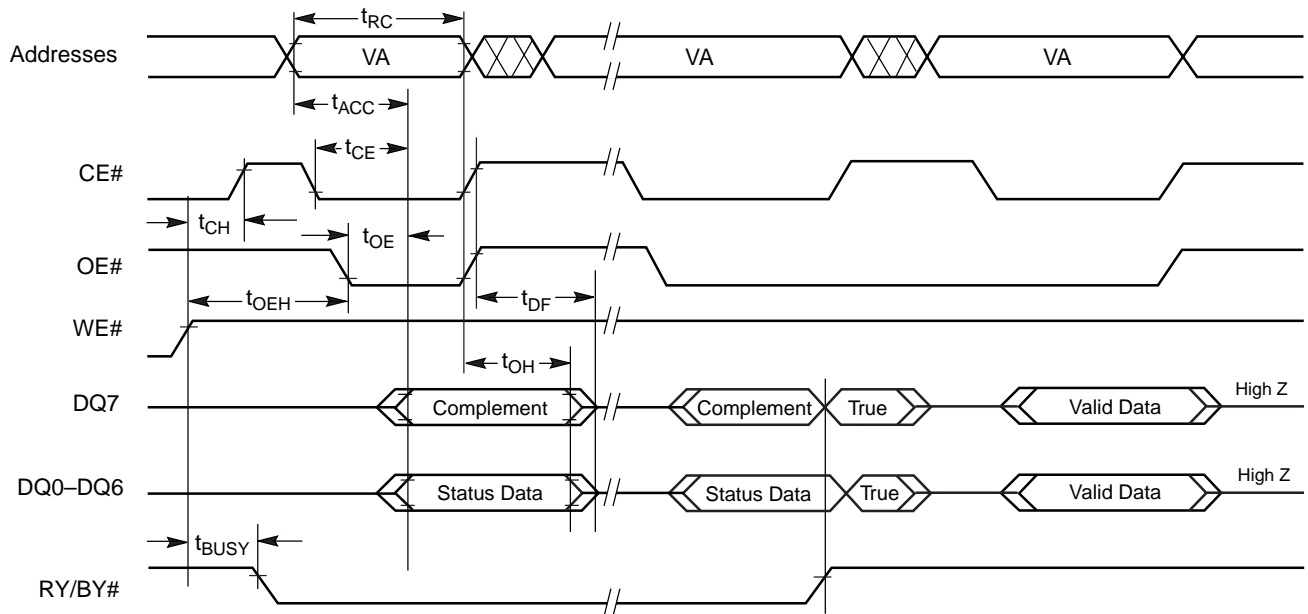 tRC
Addresses VA VA VA
tACC
tCE
CE#
tCH
tOE
OE#
tOEH
tDF
WE#
tOH
DQ7 Complement Complement True Valid Data High Z
DQ0–DQ6 Status Data Status Data True Valid Data High Z
tBUSY
RY/BY#